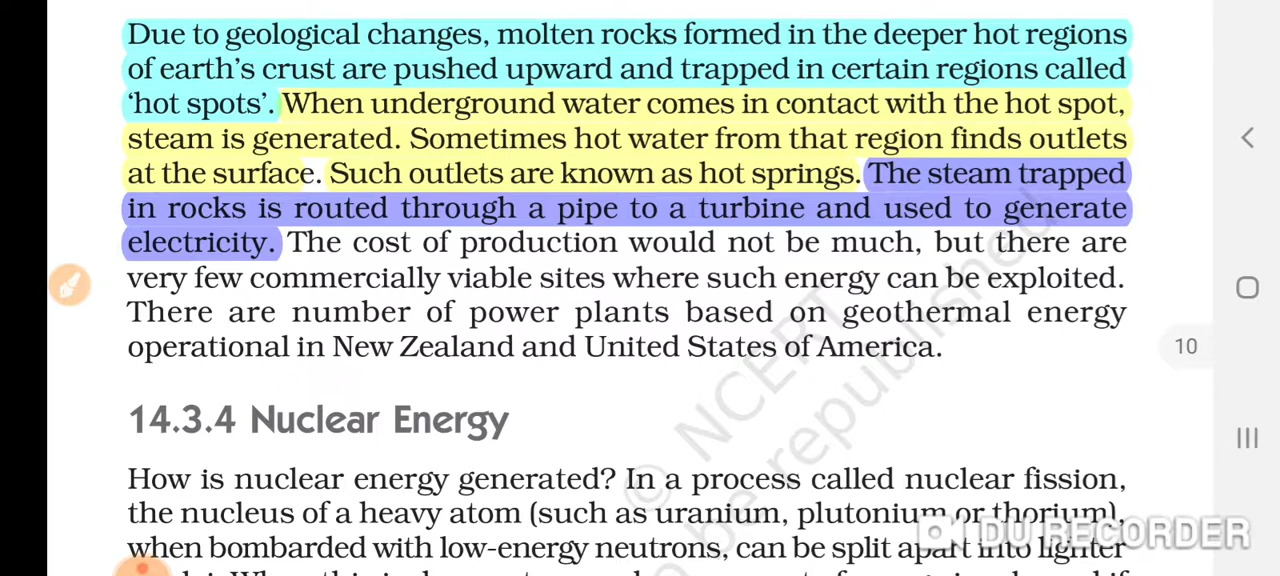 Due to geological changes, molten rocks formed in the deeper hot regions
of earth's crust are pushed upward and trapped in certain regions called
‘hot spots’. When underground water comes in contact with the hot spot,
steam is generated. Sometimes hot water from that region finds outlets
at the surface. Such outlets are known as hot springs. The steam trapped
in rocks is routed through a pipe to a turbine and used to generate
electricity. The cost of production would not be much, but there are
very few commercially viable sites where such energy can be exploited.
There are number of power plants based on geothermal energy
operational in New Zealand and United States of America.
10
14.3.4 Nuclear Energy
How is nuclear energy generated? In a process called nuclear fission,
the nucleus of a heavy atom (such as uranium, plutonium or thorium),
when bombarded with low-energy neutrons, can be split apart into lighter
© NCERT
be republished
DU RECORDER